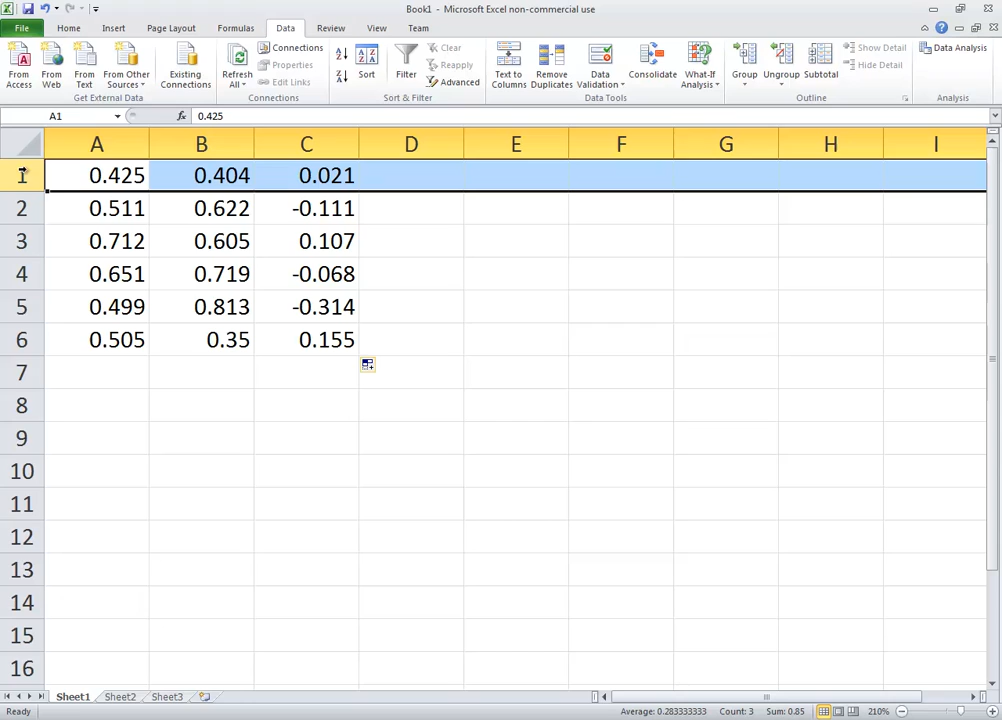 Book1 - Microsoft Excel non-commercial use
File Home Insert Page Layout Formulas Data Review View Team
From Access
From Web
From Text
From Other Sources
Existing Connections
Get External Data
Refresh All
Connections
Properties
Edit Links
Connections
Sort
Filter
Clear
Reapply
Advanced
Sort & Filter
Text to Columns
Remove Duplicates
Data Validation
Consolidate
What-If Analysis
Data Tools
Group
Ungroup
Subtotal
Show Detail
Hide Detail
Outline
Data Analysis
Analysis
A1 fx 0.425
A B C D E F G H I
1 0.425 0.404 0.021
2 0.511 0.622 -0.111
3 0.712 0.605 0.107
4 0.651 0.719 -0.068
5 0.499 0.813 -0.314
6 0.505 0.35 0.155
7
8
9
10
11
12
13
14
15
16
Sheet1 Sheet2 Sheet3
Ready Average: 0.283333333 Count: 3 Sum: 0.85 210%